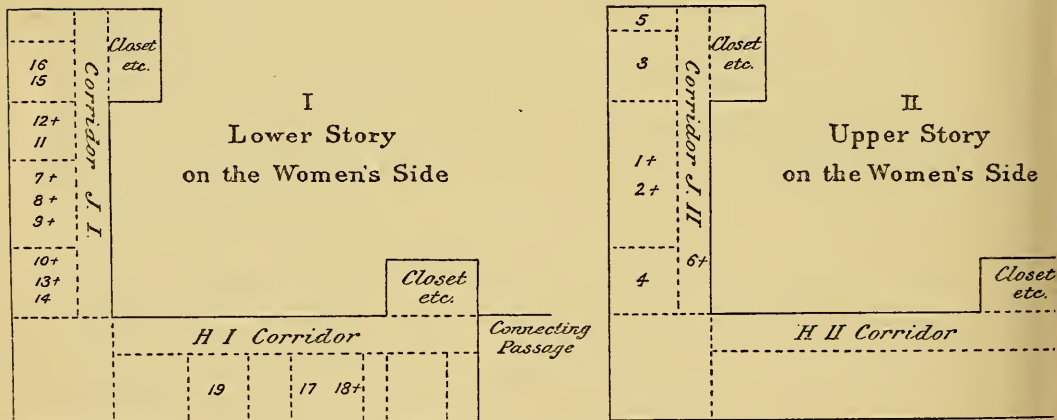 Closet
etc.
16
15
12+
11
7+
8+
9+
10+
13+
14
Corridor J. I.
I
Lower Story
on the Women's Side
Closet
etc.
H I Corridor
Connecting
Passage
19
17 18+
5
3
1+
2+
4
Corridor J. II
6+
Closet
etc.
II
Upper Story
on the Women's Side
Closet
etc.
H II Corridor